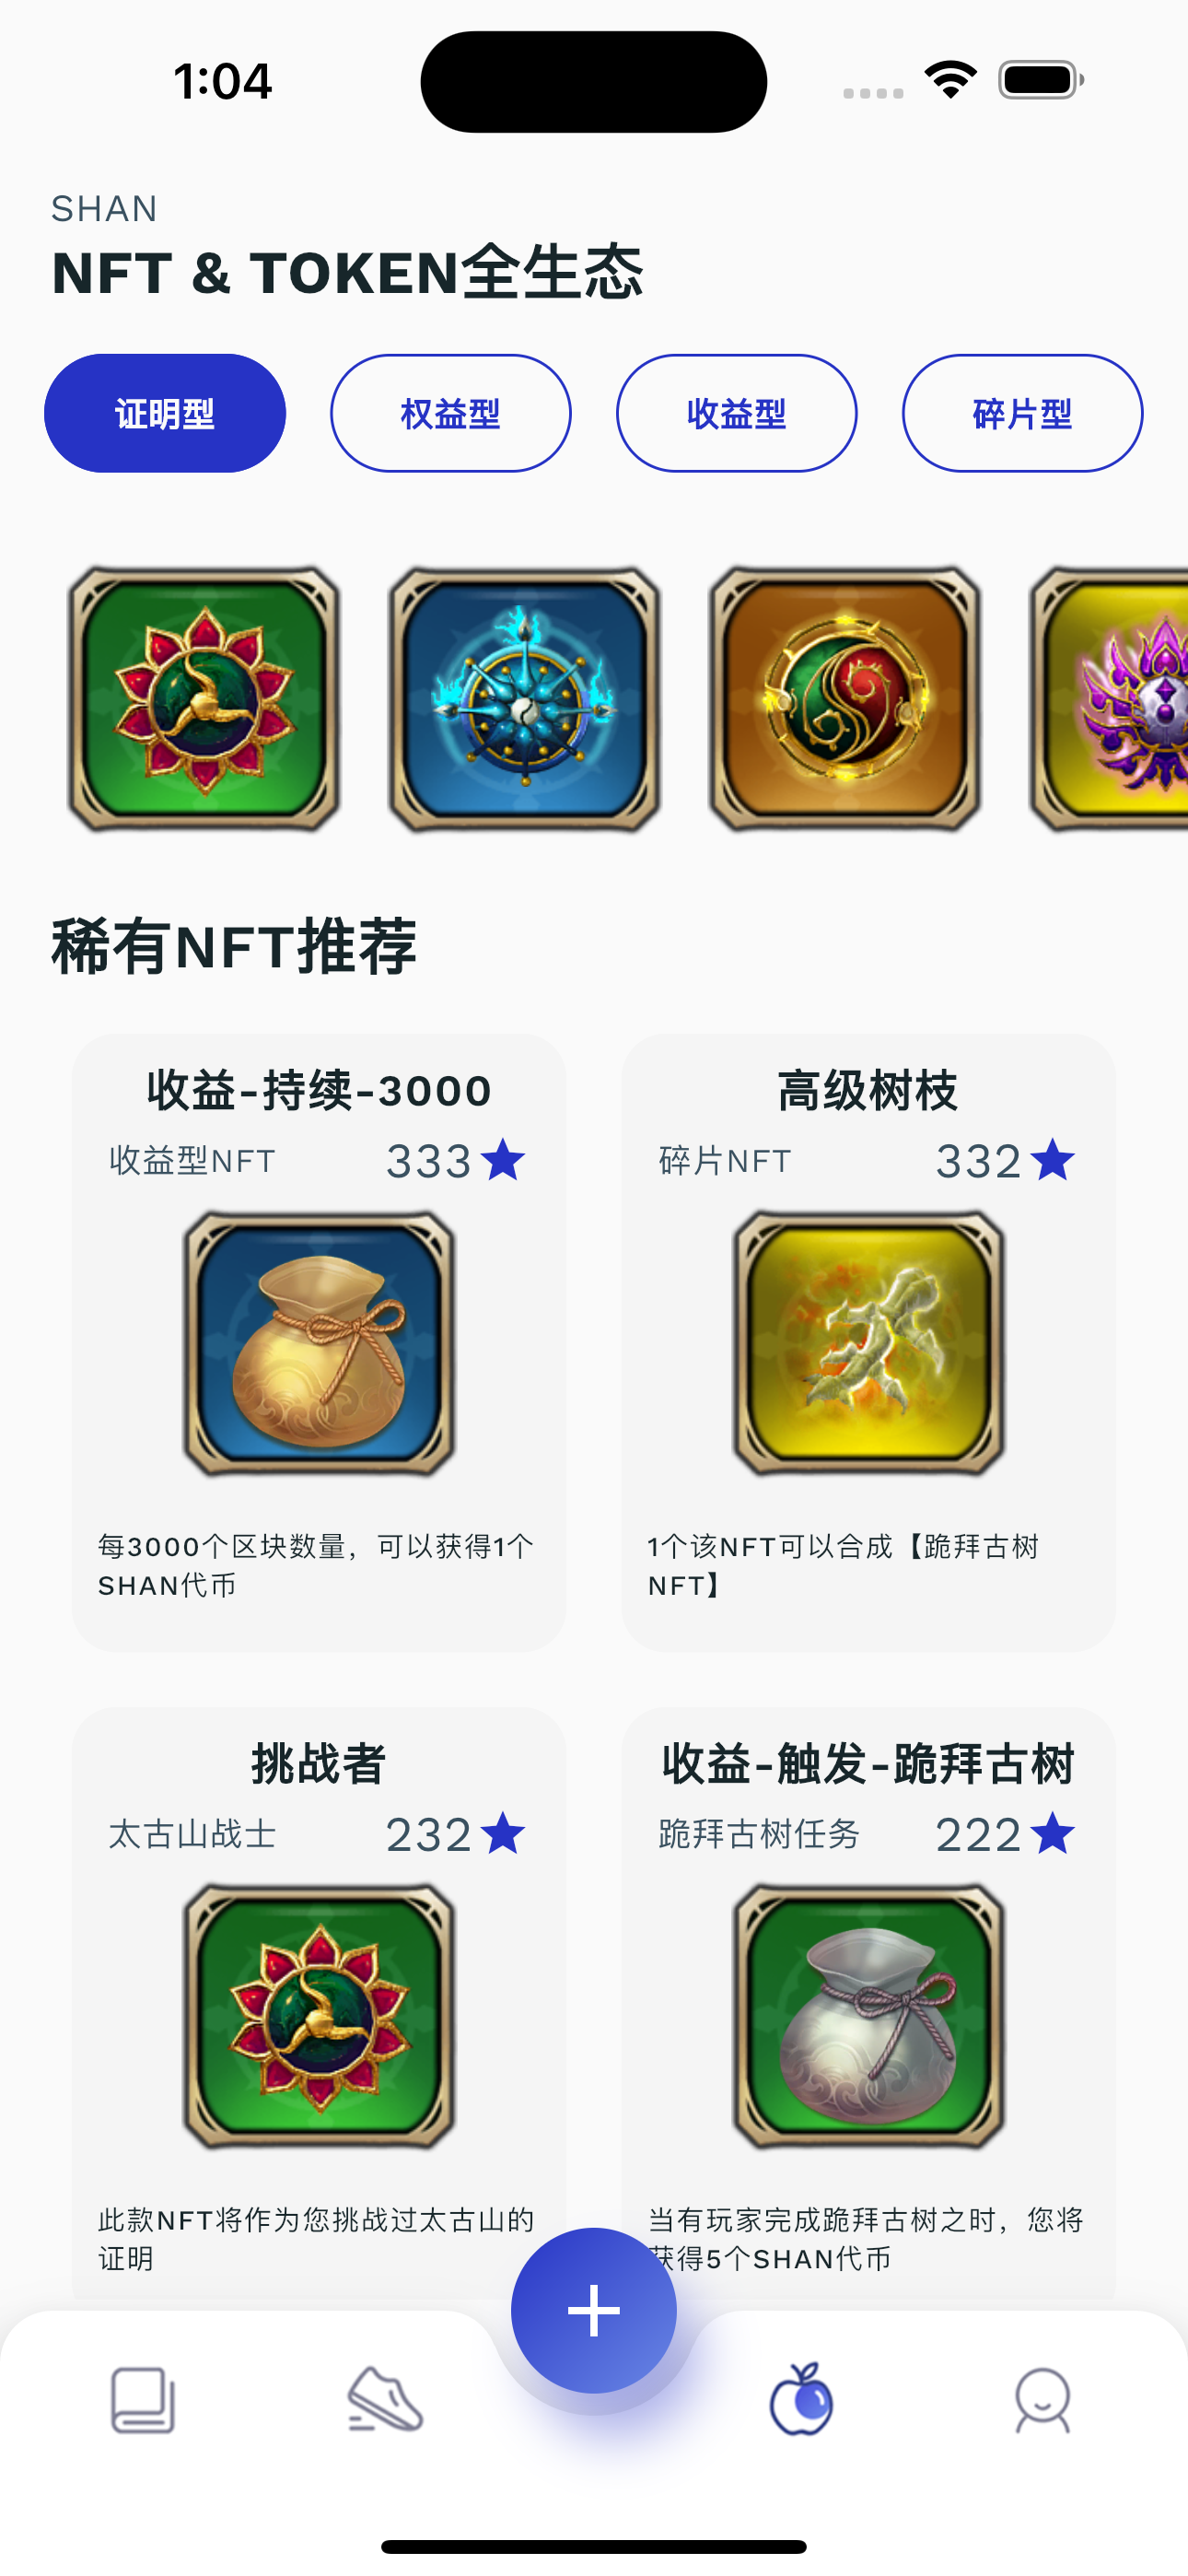 1:04
SHAN
NFT & TOKEN全生态
证明型
权益型
收益型
碎片型
稀有NFT推荐
收益-持续-3000
收益型NFT
333
每3000个区块数量，可以获得1个
SHAN代币
高级树枝
碎片NFT
332
1个该NFT可以合成【跪拜古树
NFT】
挑战者
太古山战士
232
此款NFT将作为您挑战过太古山的
证明
收益-触发-跪拜古树
跪拜古树任务
222
当有玩家完成跪拜古树之时，您将
获得5个SHAN代币